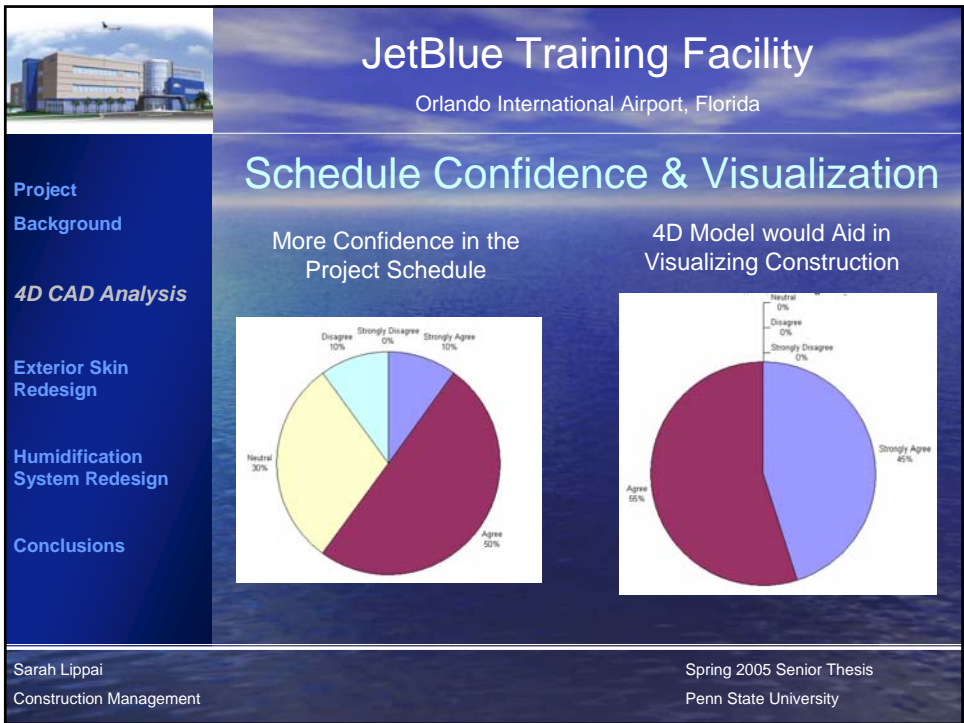 JetBlue Training Facility
Orlando International Airport, Florida
Project
Background
4D CAD Analysis
Exterior Skin
Redesign
Humidification
System Redesign
Conclusions
Schedule Confidence & Visualization
More Confidence in the
Project Schedule
Disagree
10%
Strongly Disagree
0%
Strongly Agree
10%
Neutral
30%
Agree
50%
4D Model would Aid in
Visualizing Construction
Neutral
0%
Disagree
0%
Strongly Disagree
0%
Strongly Agree
45%
Agree
55%
Sarah Lippai
Construction Management
Spring 2005 Senior Thesis
Penn State University